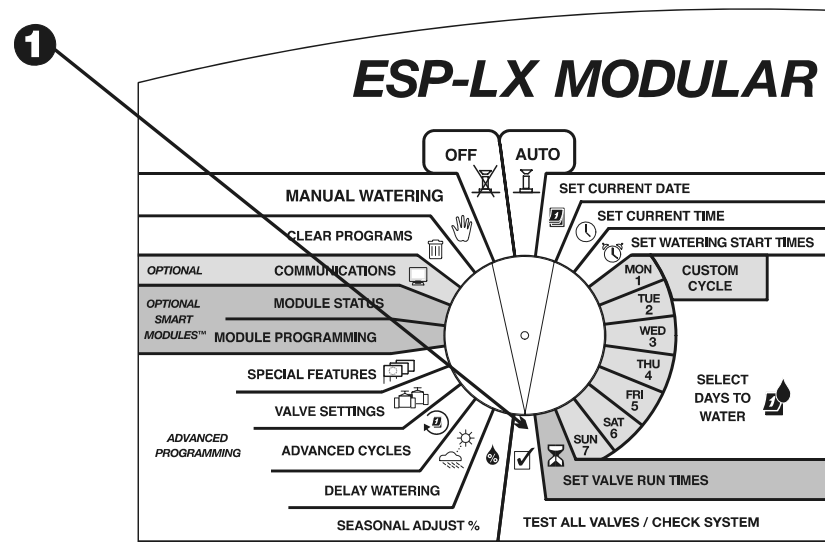 1
ESP-LX MODULAR
OFF
AUTO
MANUAL WATERING
SET CURRENT DATE
CLEAR PROGRAMS
SET CURRENT TIME
SET WATERING START TIMES
OPTIONAL
COMMUNICATIONS
OPTIONAL
SMART
MODULES™
MODULE STATUS
MODULE PROGRAMMING
SPECIAL FEATURES
VALVE SETTINGS
ADVANCED
PROGRAMMING
ADVANCED CYCLES
DELAY WATERING
SEASONAL ADJUST %
%
MON
1
TUE
2
WED
3
THU
4
FRI
5
SAT
6
SUN
7
CUSTOM
CYCLE
SELECT
DAYS TO
WATER
1
SET VALVE RUN TIMES
TEST ALL VALVES / CHECK SYSTEM